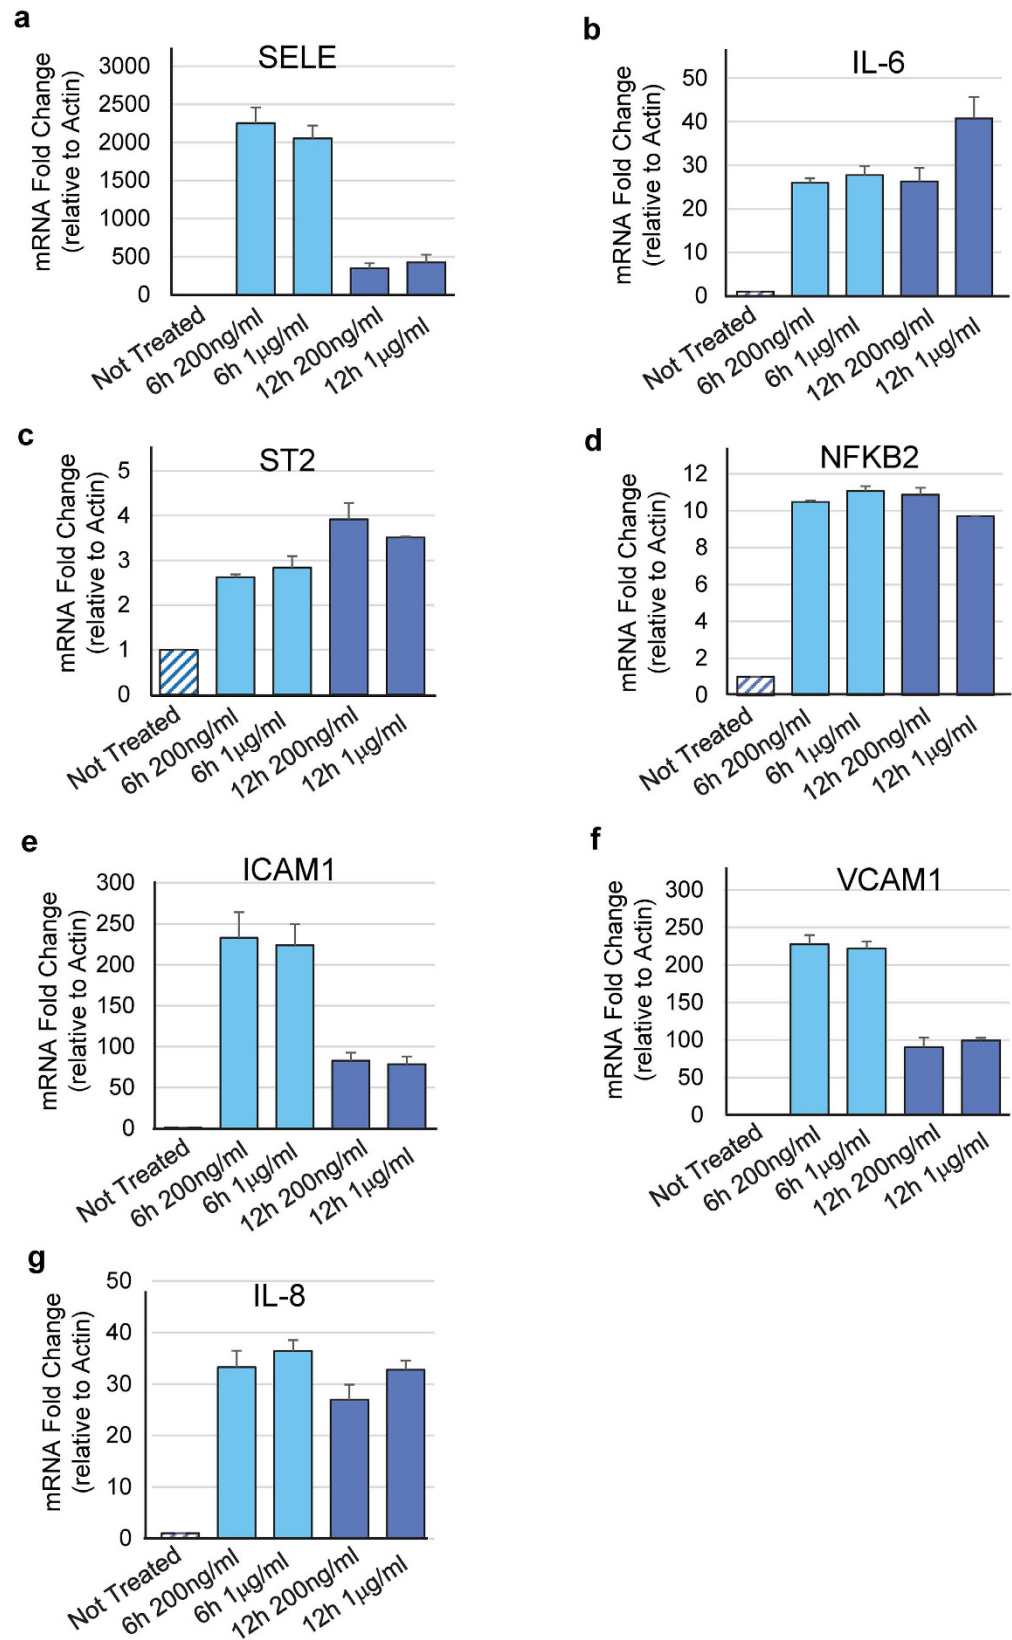 a
SELE
mRNA Fold Change
(relative to Actin)
3000
2500
2000
1500
1000
500
0
Not Treated
6h 200ng/ml
6h 1µg/ml
12h 200ng/ml
12h 1µg/ml
b
IL-6
mRNA Fold Change
(relative to Actin)
50
40
30
20
10
0
Not Treated
6h 200ng/ml
6h 1µg/ml
12h 200ng/ml
12h 1µg/ml
c
ST2
mRNA Fold Change
(relative to Actin)
5
4
3
2
1
0
Not Treated
6h 200ng/ml
6h 1µg/ml
12h 200ng/ml
12h 1µg/ml
d
NFKB2
mRNA Fold Change
(relative to Actin)
12
10
8
6
4
2
0
Not Treated
6h 200ng/ml
6h 1µg/ml
12h 200ng/ml
12h 1µg/ml
e
ICAM1
mRNA Fold Change
(relative to Actin)
300
250
200
150
100
50
0
Not Treated
6h 200ng/ml
6h 1µg/ml
12h 200ng/ml
12h 1µg/ml
f
VCAM1
mRNA Fold Change
(relative to Actin)
300
250
200
150
100
50
0
Not Treated
6h 200ng/ml
6h 1µg/ml
12h 200ng/ml
12h 1µg/ml
g
IL-8
mRNA Fold Change
(relative to Actin)
50
40
30
20
10
0
Not Treated
6h 200ng/ml
6h 1µg/ml
12h 200ng/ml
12h 1µg/ml